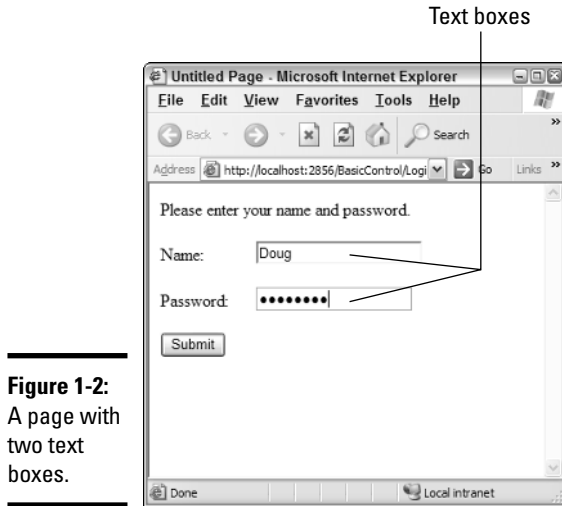 Text boxes
Untitled Page - Microsoft Internet Explorer
File Edit View Favorites Tools Help
Back Search »
Address http://localhost:2856/BasicControl/Logi Go Links »
Please enter your name and password.
Name: Doug
Password: ••••••••
Submit
Figure 1-2:
A page with
two text
boxes.
Done Local intranet